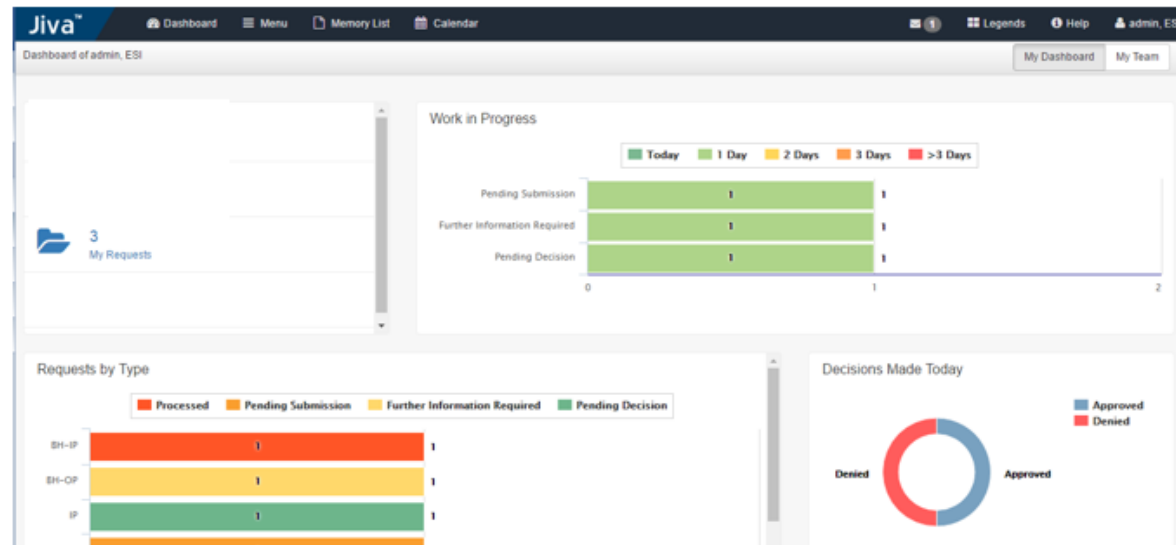 Jiva™ Dashboard Menu Memory List Calendar 1 Legends Help admin, ES
Dashboard of admin, ESI My Dashboard My Team
3
My Requests
Work in Progress
Today 1 Day 2 Days 3 Days >3 Days
Pending Submission 1 1
Further Information Required 1 1
Pending Decision 1 1
0 1 2
Requests by Type
Processed Pending Submission Further Information Required Pending Decision
BH-IP 1 1
BH-OP 1 1
IP 1 1
Decisions Made Today
Approved
Denied
Denied Approved